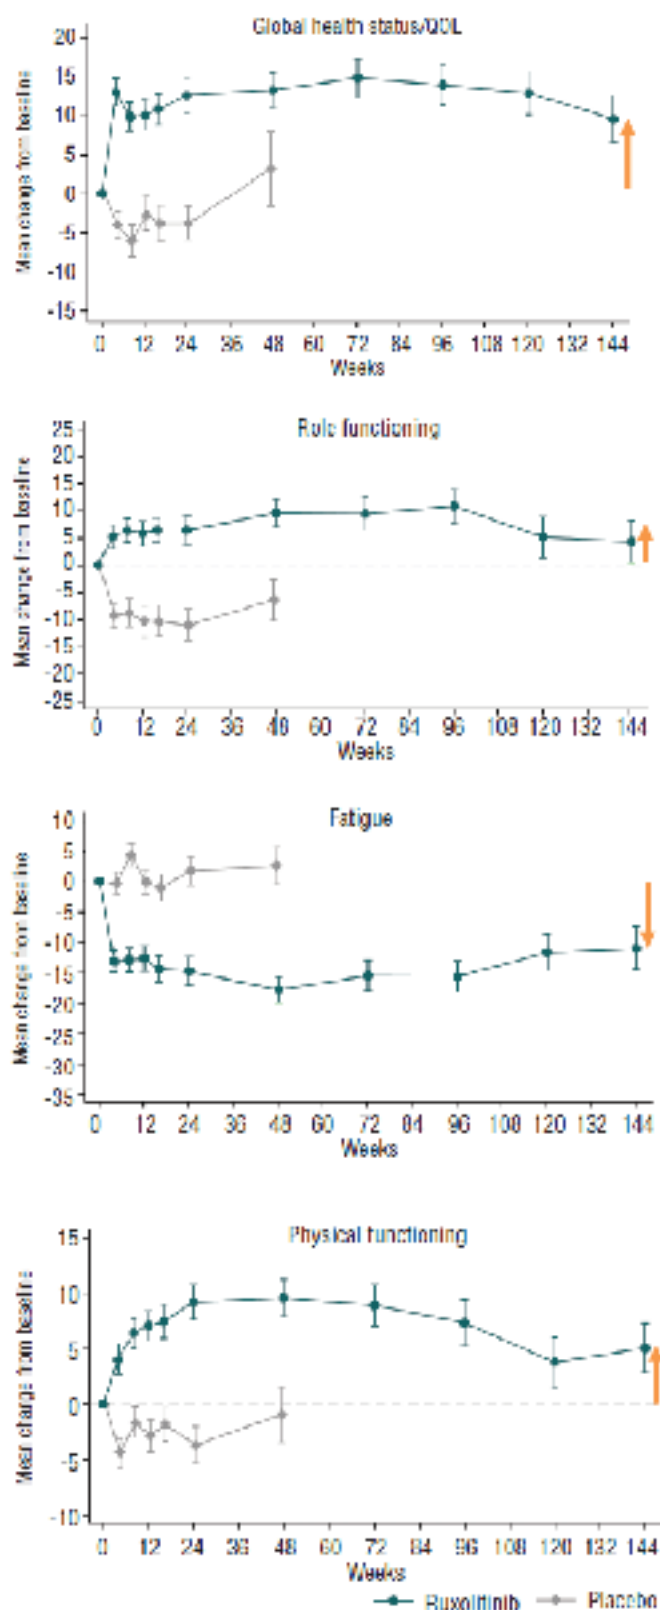 Global health status/QOL
Mean change from baseline
20
15
10
5
0
-5
-10
-15
0 12 24 36 48 60 72 84 96 108 120 132 144
Weeks
Role functioning
Mean change from baseline
25
20
15
10
5
0
-5
-10
-15
-20
-25
0 12 24 36 48 60 72 84 96 108 120 132 144
Weeks
Fatigue
Mean change from baseline
10
5
0
-5
-10
-15
-20
-25
-30
-35
0 12 24 36 48 60 72 84 96 108 120 132 144
Weeks
Physical functioning
Mean change from baseline
15
10
5
0
-5
-10
0 12 24 36 48 60 72 84 96 108 120 132 144
Weeks
Ruxolitinib Placebo